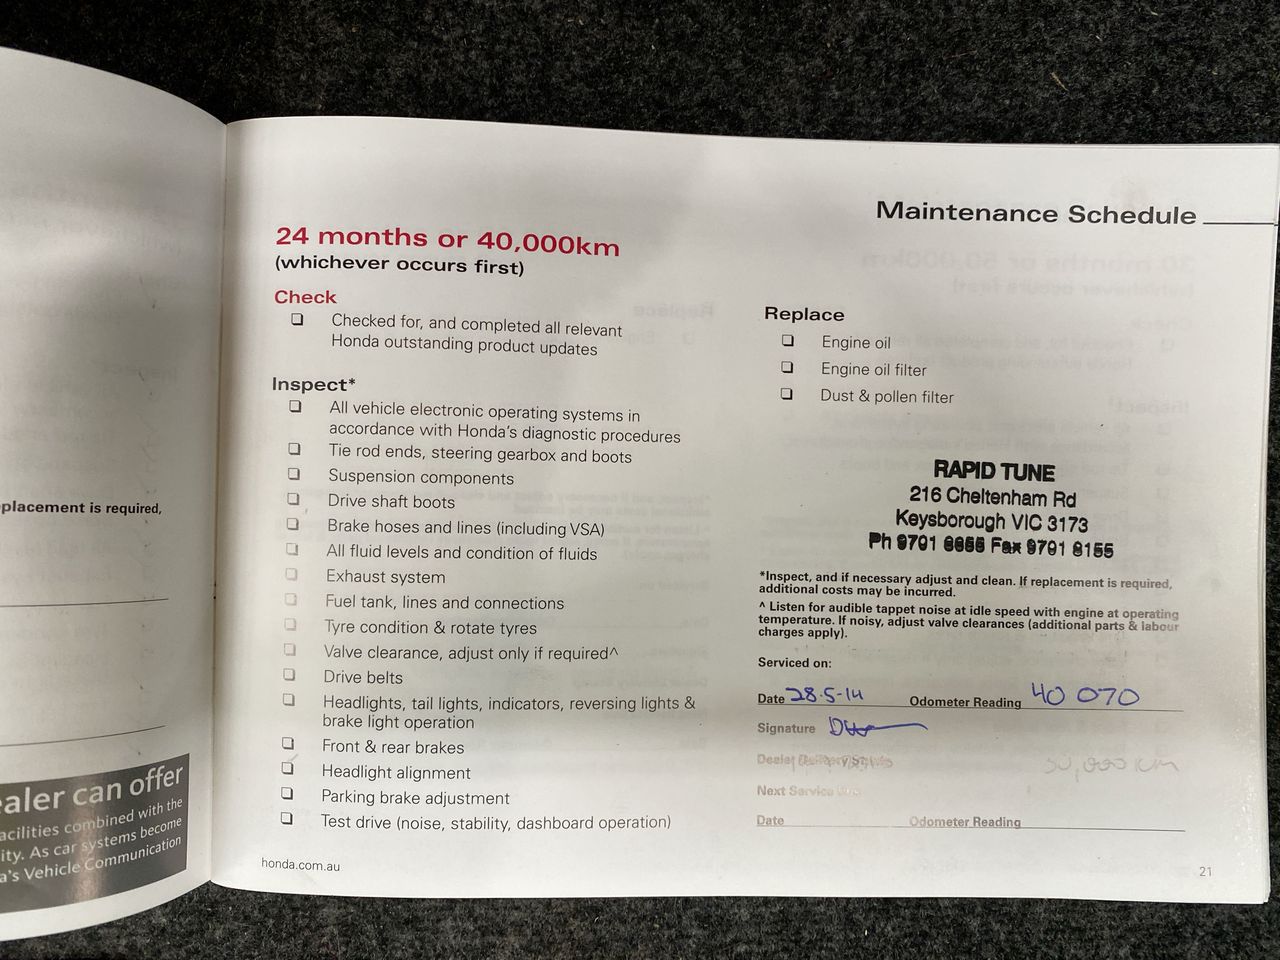 placement is required,
ealer can offer
acilities combined with the
ity. As car systems become
a's Vehicle Communication
Maintenance Schedule
24 months or 40,000km
(whichever occurs first)
Check
❏ Checked for, and completed all relevant
Honda outstanding product updates
Inspect*
❏ All vehicle electronic operating systems in
accordance with Honda's diagnostic procedures
❏ Tie rod ends, steering gearbox and boots
❏ Suspension components
❏ Drive shaft boots
❏ Brake hoses and lines (including VSA)
❏ All fluid levels and condition of fluids
❏ Exhaust system
❏ Fuel tank, lines and connections
❏ Tyre condition & rotate tyres
❏ Valve clearance, adjust only if required^
❏ Drive belts
❏ Headlights, tail lights, indicators, reversing lights &
brake light operation
❏ Front & rear brakes
❏ Headlight alignment
❏ Parking brake adjustment
❏ Test drive (noise, stability, dashboard operation)
honda.com.au
Replace
❏ Engine oil
❏ Engine oil filter
❏ Dust & pollen filter
RAPID TUNE
216 Cheltenham Rd
Keysborough VIC 3173
Ph 9701 Fax 9701 8155
*Inspect, and if necessary adjust and clean. If replacement is required,
additional costs may be incurred.
^ Listen for audible tappet noise at idle speed with engine at operating
temperature. If noisy, adjust valve clearances (additional parts & labour
charges apply).
Serviced on:
Date 28-5-14 Odometer Reading 40 070
Signature
Dealer
50,000 KM
Next Service Due
Date Odometer Reading
21